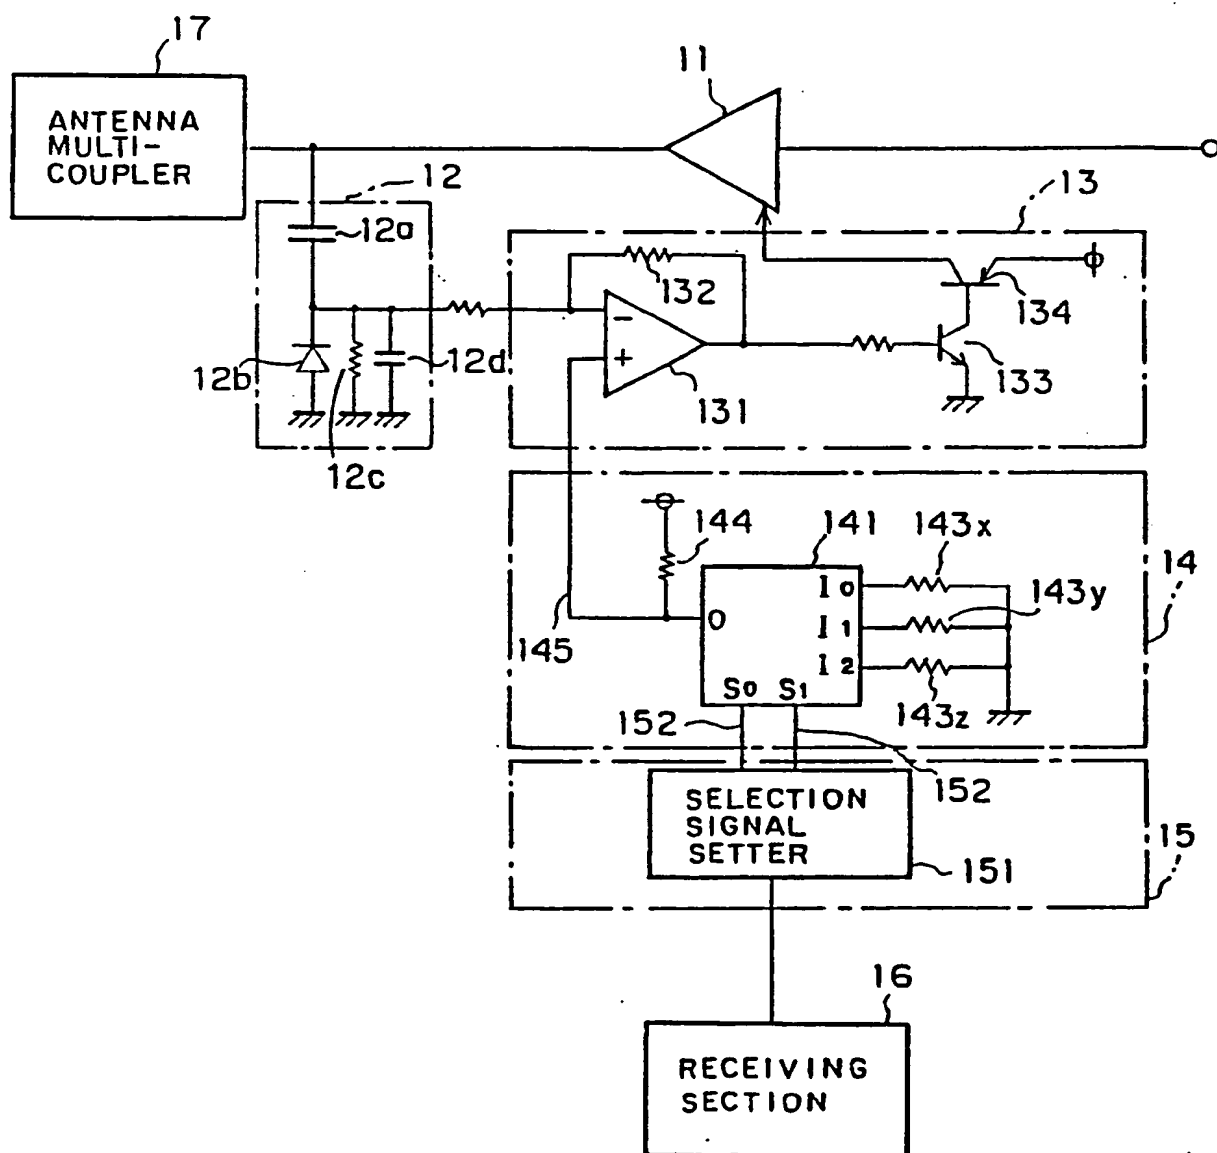 17
11
ANTENNA
MULTI-
COUPLER
12
13
12a
132
134
12b
12d
133
131
12c
144
141
143x
14
143y
I0
O
I1
145
I2
S0 S1
143z
152
152
SELECTION
SIGNAL
SETTER
15
151
16
RECEIVING
SECTION